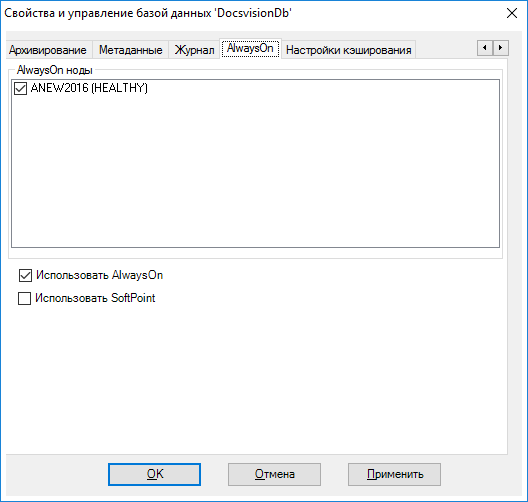 Свойства и управление базой данных 'DocsvisionDb'
Архивирование Метаданные Журнал AlwaysOn Настройки кэширования
AlwaysOn ноды
ANEW2016 (HEALTHY)
Использовать AlwaysOn
Использовать SoftPoint
OK Отмена Применить